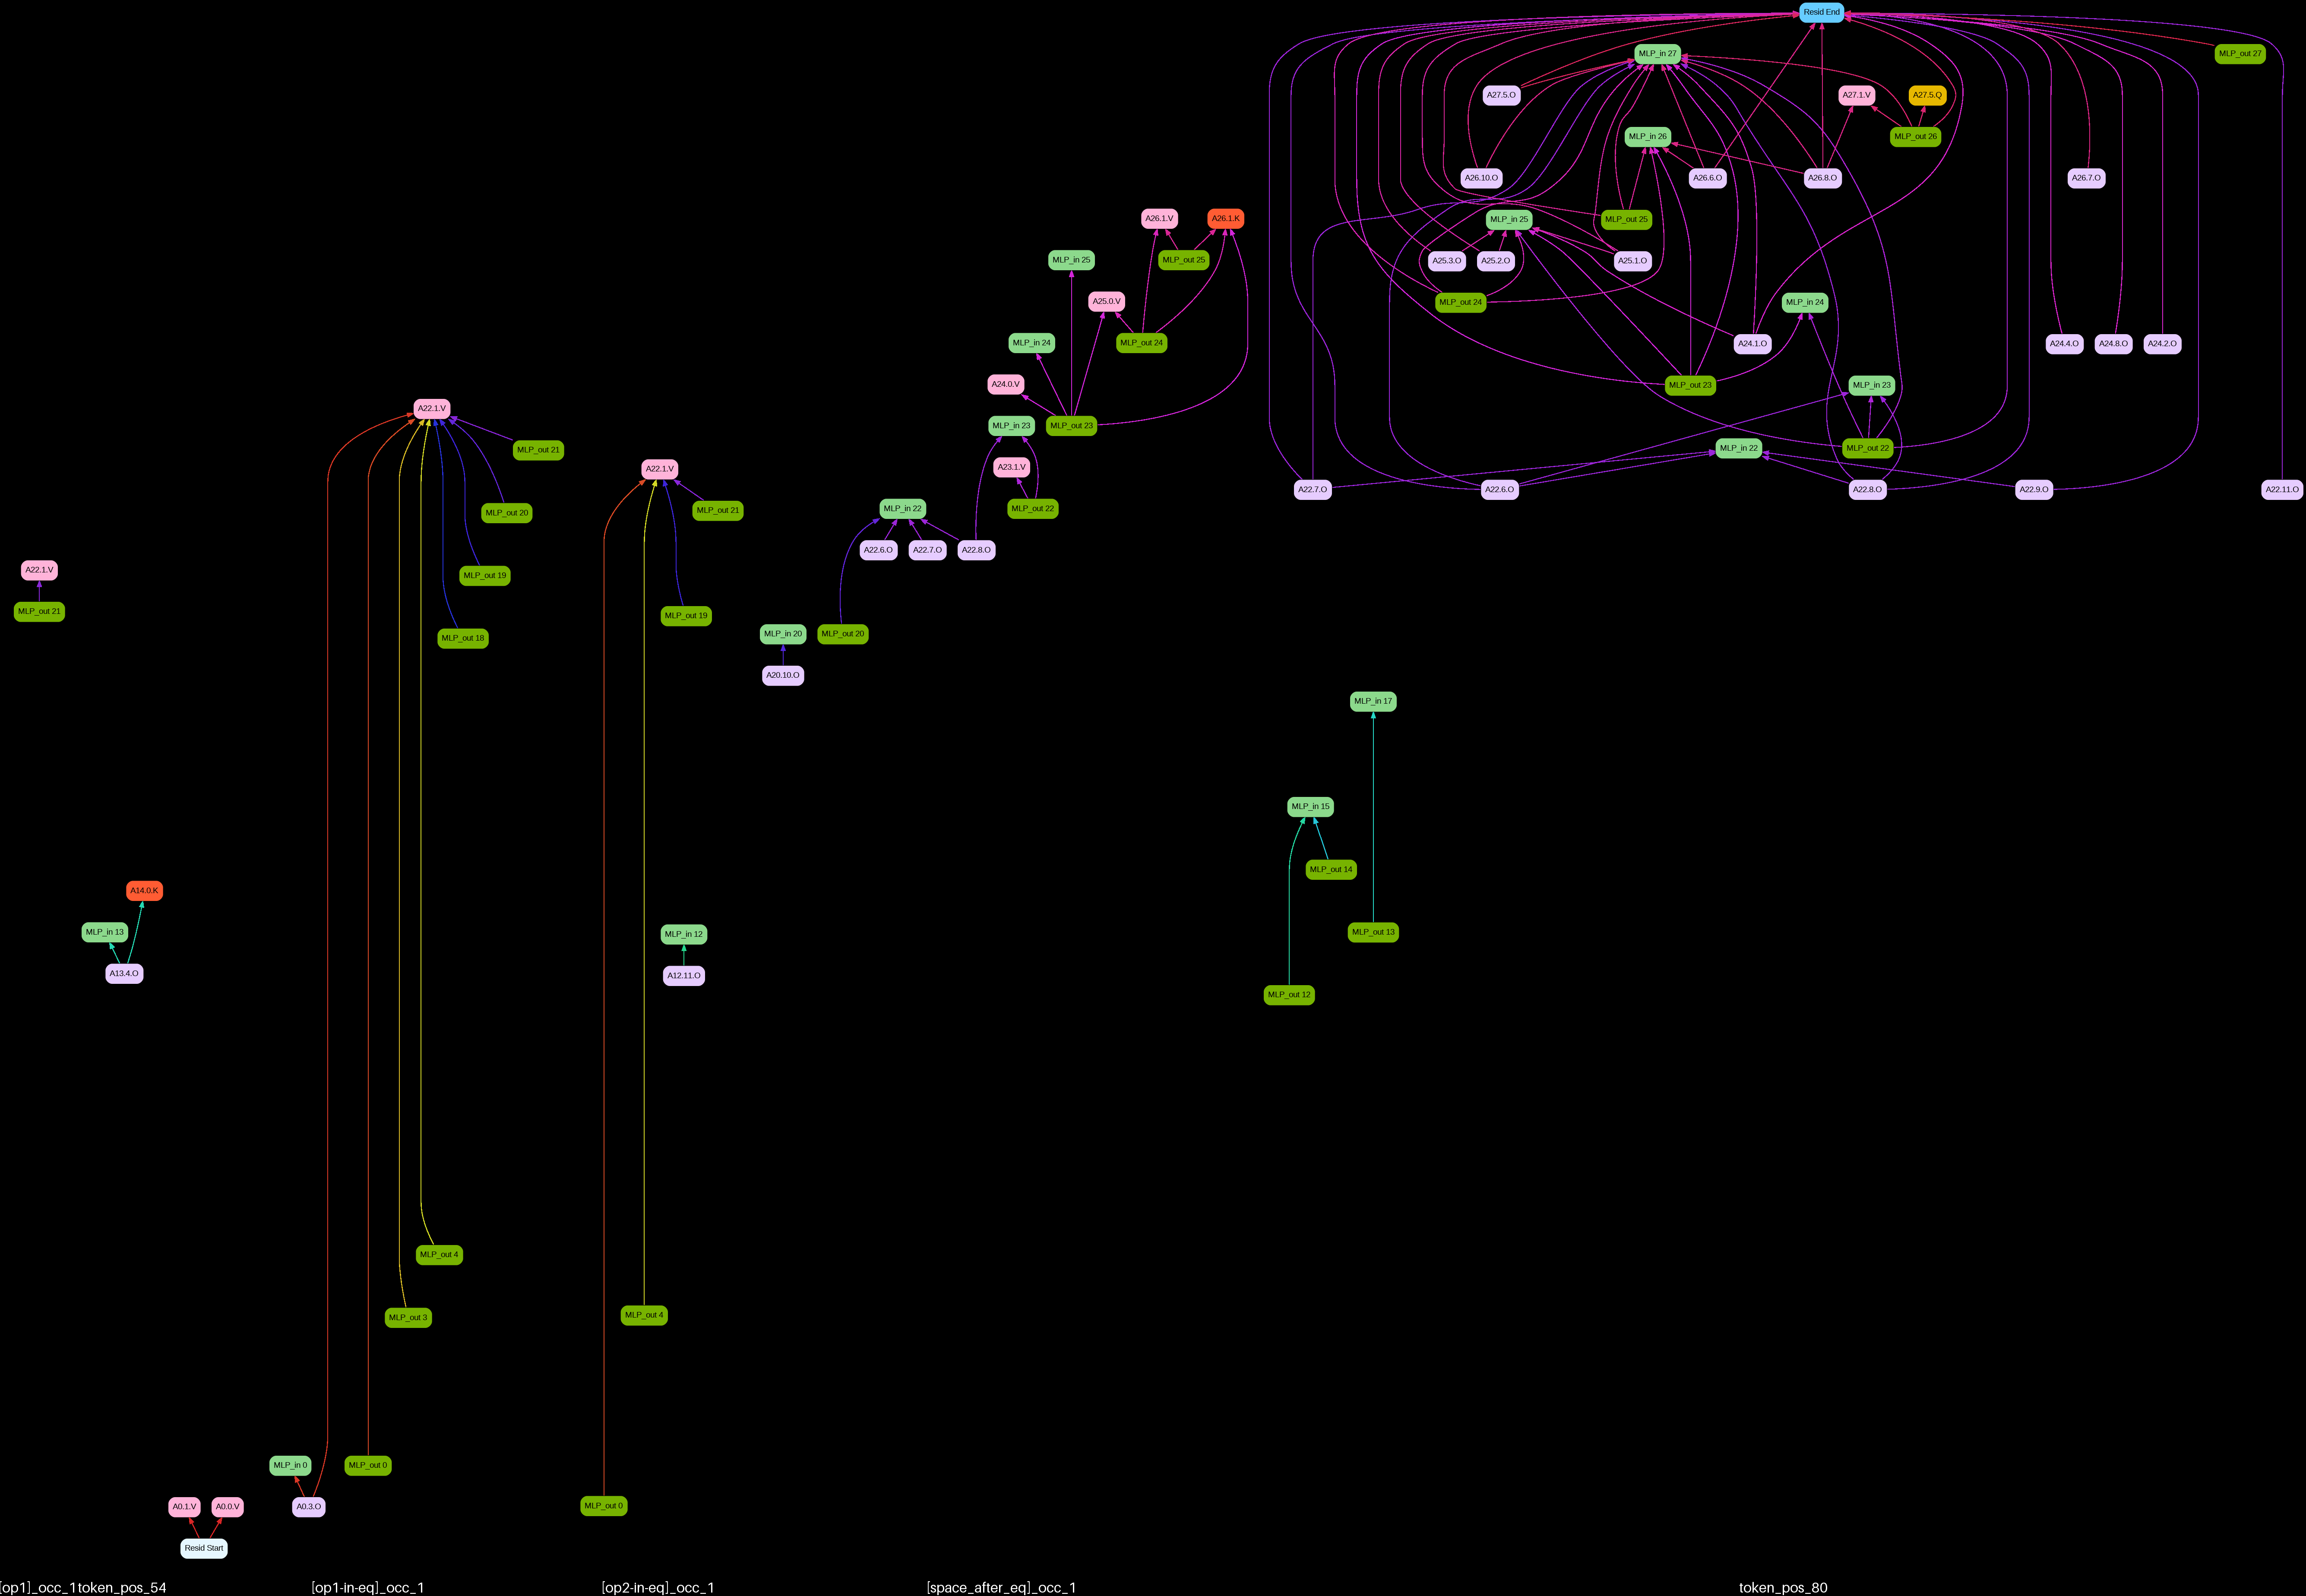 Resid End
MLP_in 27
MLP_out 27
A27.5.O
A27.1.V
A27.5.Q
MLP_in 26
MLP_out 26
A26.10.O
A26.6.O
A26.8.O
A26.7.O
A26.1.V
A26.1.K
MLP_in 25
MLP_out 25
MLP_in 25
MLP_out 25
A25.3.O
A25.2.O
A25.1.O
A25.0.V
MLP_out 24
MLP_in 24
MLP_in 24
MLP_out 24
A24.1.O
A24.4.O
A24.8.O
A24.2.O
A24.0.V
MLP_out 23
MLP_in 23
A22.1.V
MLP_in 23
MLP_out 23
MLP_out 21
MLP_in 22
MLP_out 22
A22.1.V
A23.1.V
A22.7.O
A22.6.O
A22.8.O
A22.9.O
A22.11.O
MLP_out 20
MLP_out 21
MLP_in 22
MLP_out 22
A22.6.O
A22.7.O
A22.8.O
A22.1.V
MLP_out 19
MLP_out 21
MLP_out 19
MLP_out 18
MLP_in 20
MLP_out 20
A20.10.O
MLP_in 17
MLP_in 15
MLP_out 14
A14.0.K
MLP_in 13
MLP_in 12
MLP_out 13
A13.4.O
A12.11.O
MLP_out 12
MLP_out 4
MLP_out 3
MLP_out 4
MLP_in 0
MLP_out 0
A0.1.V
A0.0.V
A0.3.O
MLP_out 0
Resid Start
[op1]_occ_1 token_pos_54 [op1-in-eq]_occ_1 [op2-in-eq]_occ_1 [space_after_eq]_occ_1 token_pos_80